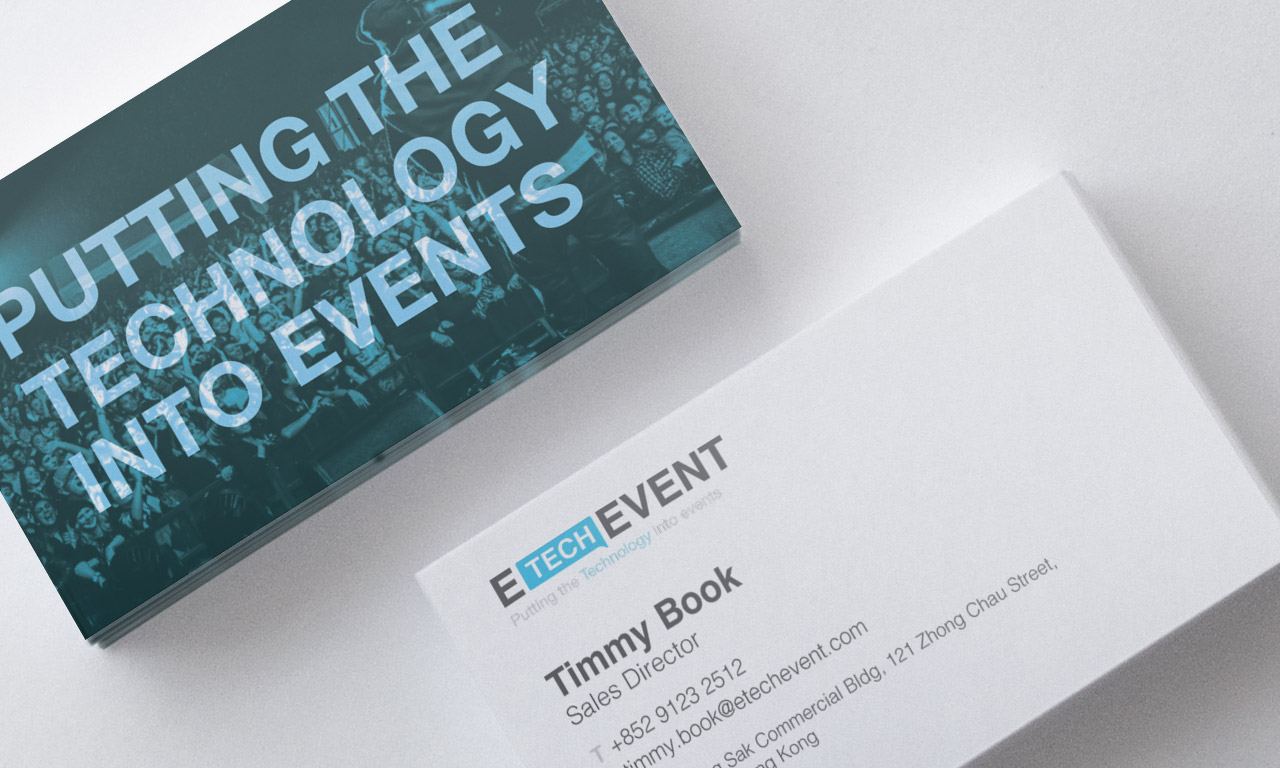 PUTTING THE
TECHNOLOGY
INTO EVENTS
E TECH EVENT
Putting the Technology into events
Timmy Book
Sales Director
T +852 9123 2512
timmy.book@etechevent.com
Sak Commercial Bldg, 121 Zhong Chau Street,
Kong